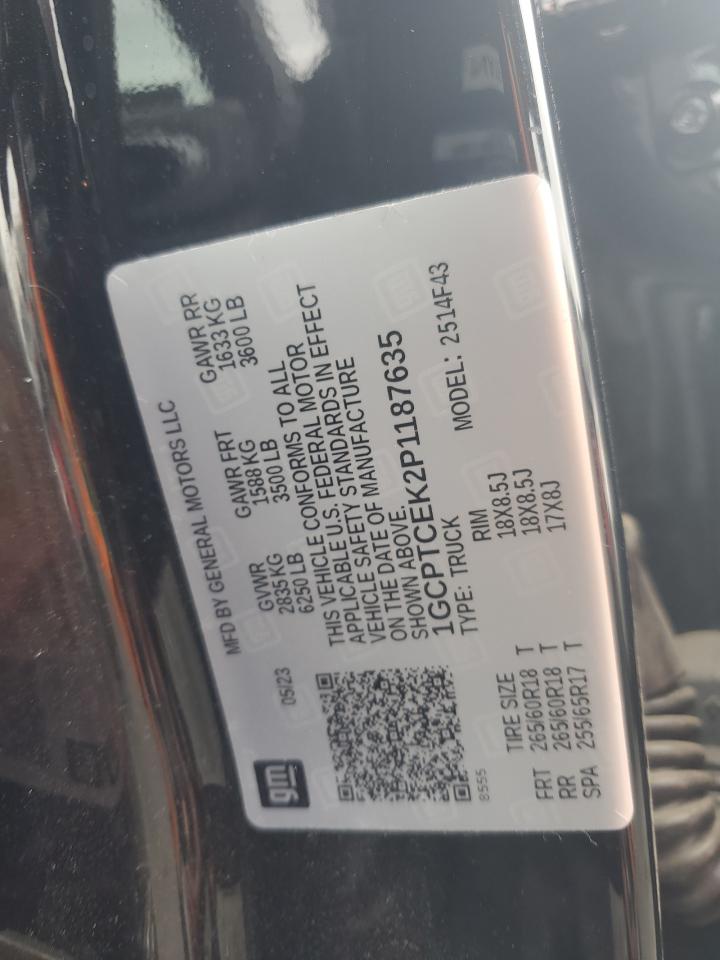 gm
05/23
MFD BY GENERAL MOTORS LLC
GVWR GAWR FRT GAWR RR
2835 KG 1588 KG 1633 KG
6250 LB 3500 LB 3600 LB
THIS VEHICLE CONFORMS TO ALL
APPLICABLE U.S. FEDERAL MOTOR
VEHICLE SAFETY STANDARDS IN EFFECT
ON THE DATE OF MANUFACTURE
SHOWN ABOVE.
1GCPTCEK2P1187635
TYPE: TRUCK MODEL: 2514F43
8555
TIRE SIZE RIM
FRT 265/60R18 T 18X8.5J
RR 265/60R18 T 18X8.5J
SPA 255/65R17 T 17X8J